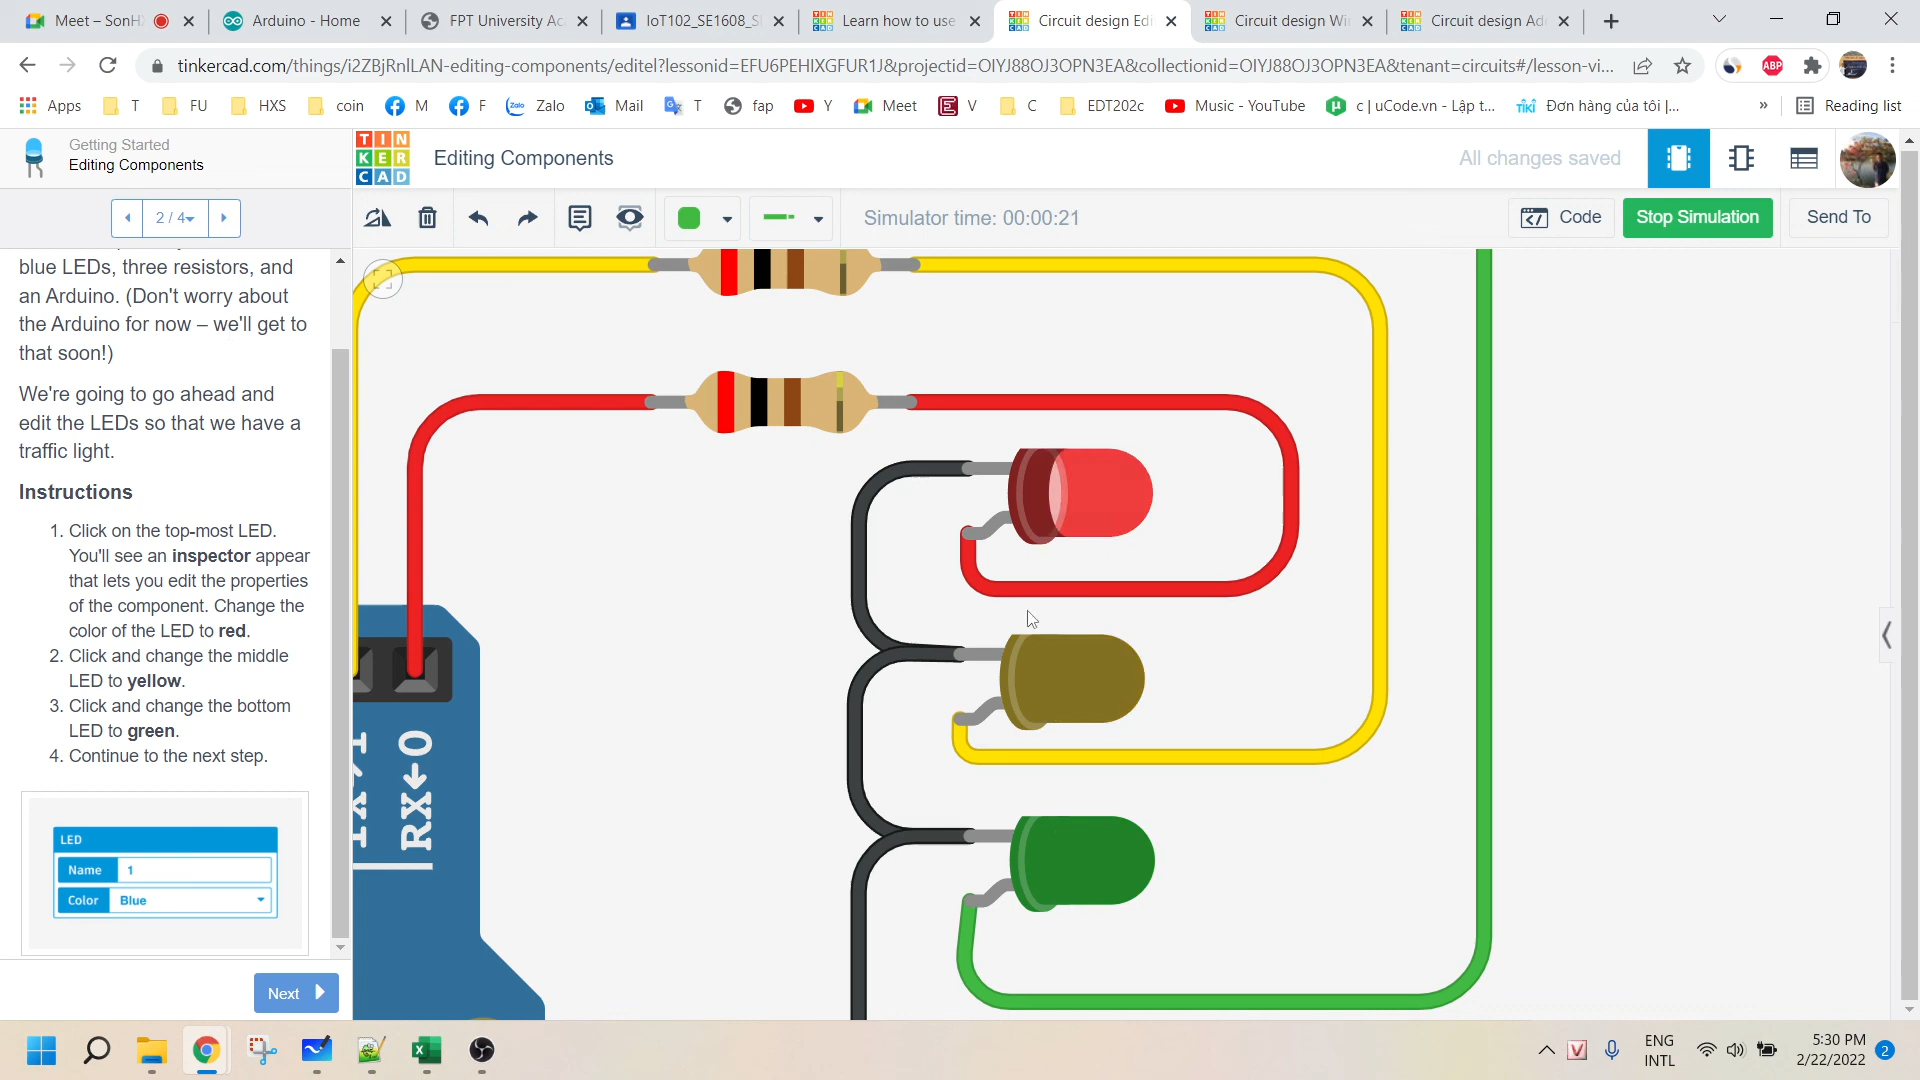 Meet – SonH
Arduino - Home
FPT University Ac
IoT102_SE1608_S
Learn how to use
Circuit design Edi
Circuit design Wi
Circuit design Ad
tinkercad.com/things/i2ZBjRnlLAN-editing-components/editel?lessonid=EFU6PEHIXGFUR1J&projectid=OIYJ88OJ3OPN3EA&collectionid=OIYJ88OJ3OPN3EA&tenant=circuits#/lesson-vi...
ABP
Apps
T
FU
HXS
coin
M
F
Zalo
Mail
T
fap
Y
Meet
V
C
EDT202c
Music - YouTube
c | uCode.vn - Lập t...
Đơn hàng của tôi |...
»
Reading list
Getting Started
Editing Components
TIN
KER
CAD
Editing Components
All changes saved
2 / 4
Simulator time: 00:00:21
Code
Stop Simulation
Send To
blue LEDs, three resistors, and
an Arduino. (Don't worry about
the Arduino for now – we'll get to
that soon!)
We're going to go ahead and
edit the LEDs so that we have a
traffic light.
Instructions
1. Click on the top-most LED.
You'll see an inspector appear
that lets you edit the properties
of the component. Change the
color of the LED to red.
2. Click and change the middle
LED to yellow.
3. Click and change the bottom
LED to green.
4. Continue to the next step.
LED
Name 1
Color Blue
Next
RX←0
ENG
INTL
5:30 PM
2/22/2022
2